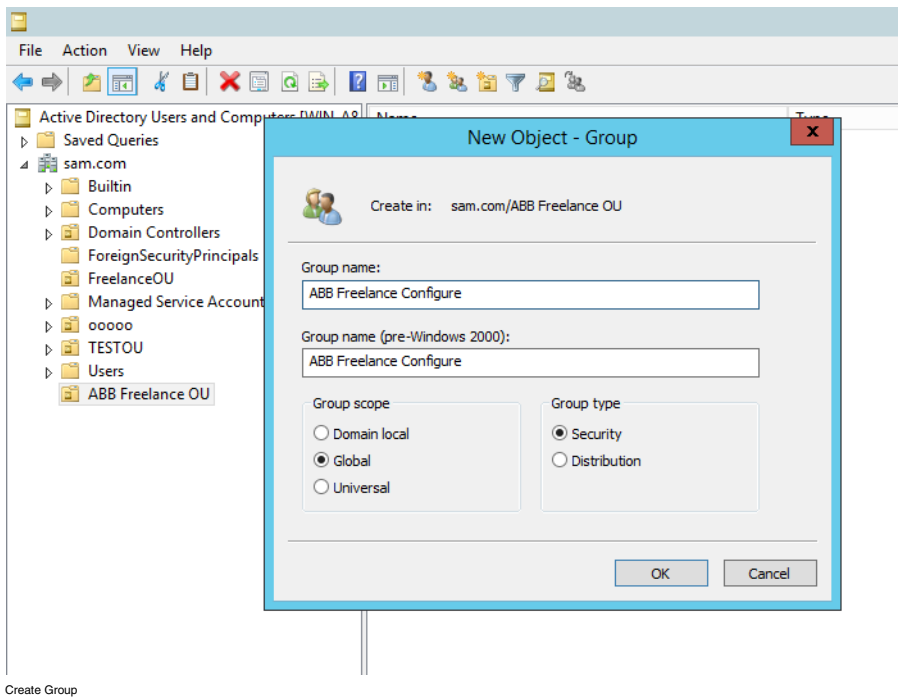 File Action View Help
Active Directory Users and Computers [WIN-A8
Name
Type
Saved Queries
sam.com
Builtin
Computers
Domain Controllers
ForeignSecurityPrincipals
FreelanceOU
Managed Service Account
ooooo
TESTOU
Users
ABB Freelance OU
New Object - Group
x
Create in: sam.com/ABB Freelance OU
Group name:
ABB Freelance Configure
Group name (pre-Windows 2000):
ABB Freelance Configure
Group scope
Domain local
Global
Universal
Group type
Security
Distribution
OK
Cancel
Create Group